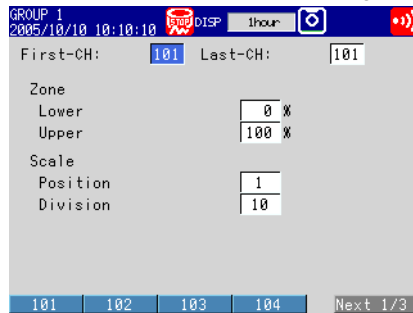 GROUP 1
2005/10/10 10:10:10 STOP DISP 1hour
First-CH: 101 Last-CH: 101
Zone
Lower 0 %
Upper 100 %
Scale
Position 1
Division 10
101 102 103 104 Next 1/3